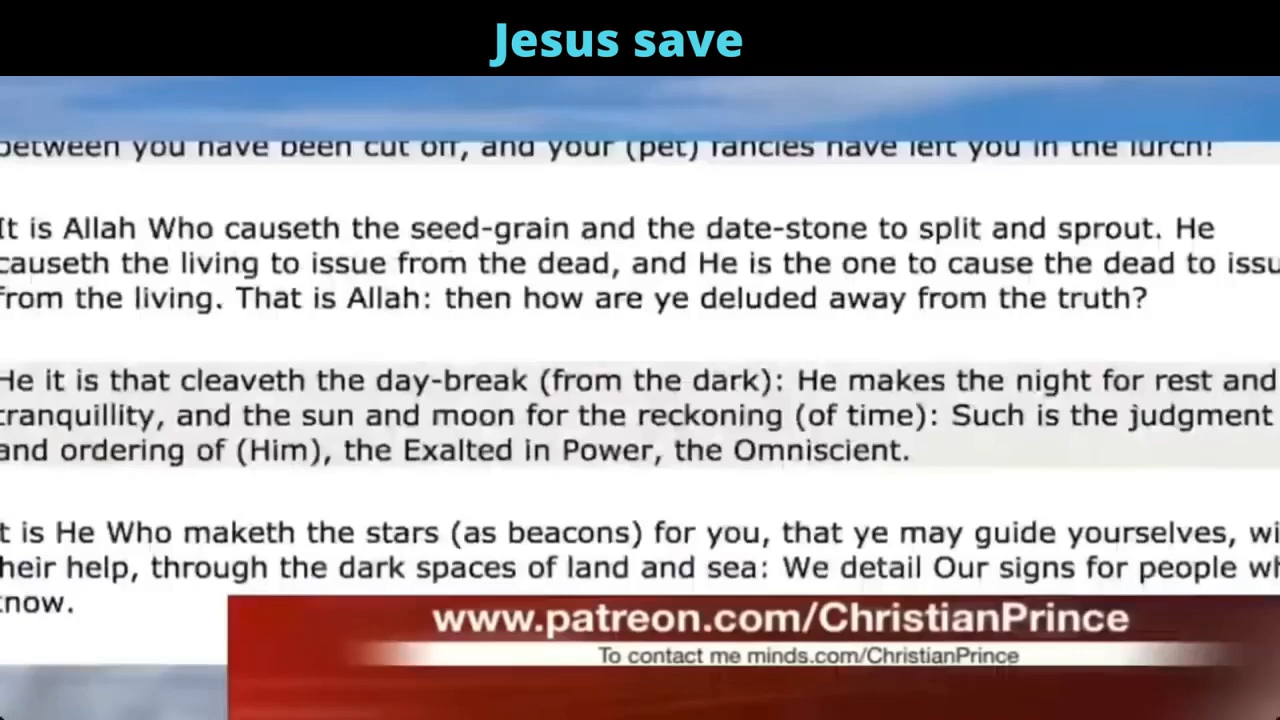 Jesus save
between you have been cut off, and your (pet) fancies have left you in the lurch!
It is Allah Who causeth the seed-grain and the date-stone to split and sprout. He
causeth the living to issue from the dead, and He is the one to cause the dead to issu
from the living. That is Allah: then how are ye deluded away from the truth?
He it is that cleaveth the day-break (from the dark): He makes the night for rest and
tranquillity, and the sun and moon for the reckoning (of time): Such is the judgment
and ordering of (Him), the Exalted in Power, the Omniscient.
t is He Who maketh the stars (as beacons) for you, that ye may guide yourselves, wi
heir help, through the dark spaces of land and sea: We detail Our signs for people wh
know.
www.patreon.com/ChristianPrince
To contact me minds.com/ChristianPrince